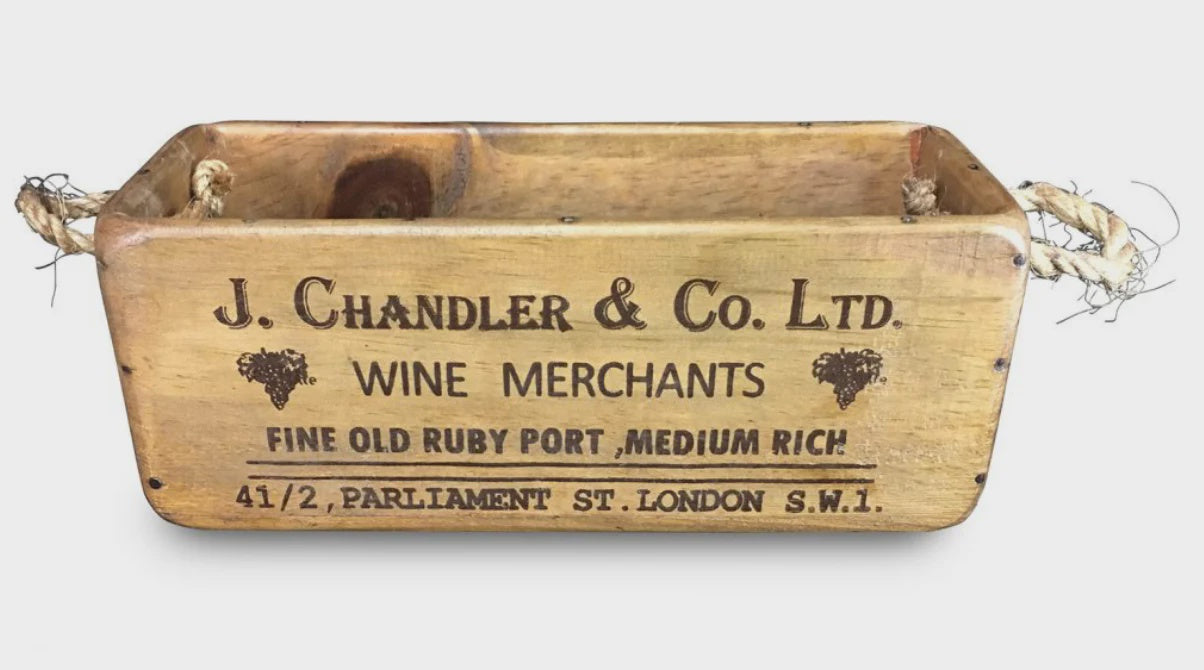 J. CHANDLER & CO. LTD.
WINE MERCHANTS
FINE OLD RUBY PORT ,MEDIUM RICH
41/2,PARLIAMENT ST.LONDON S.W.1.